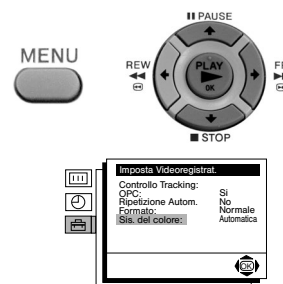 II PAUSE
MENU
REW
PLAY
OK
F
■ STOP
Imposta Videoregistrat.
Controllo Tracking:
OPC: Si
Ripetizione Autom. No
Formato: Normale
Sis. del colore: Automatica
OK